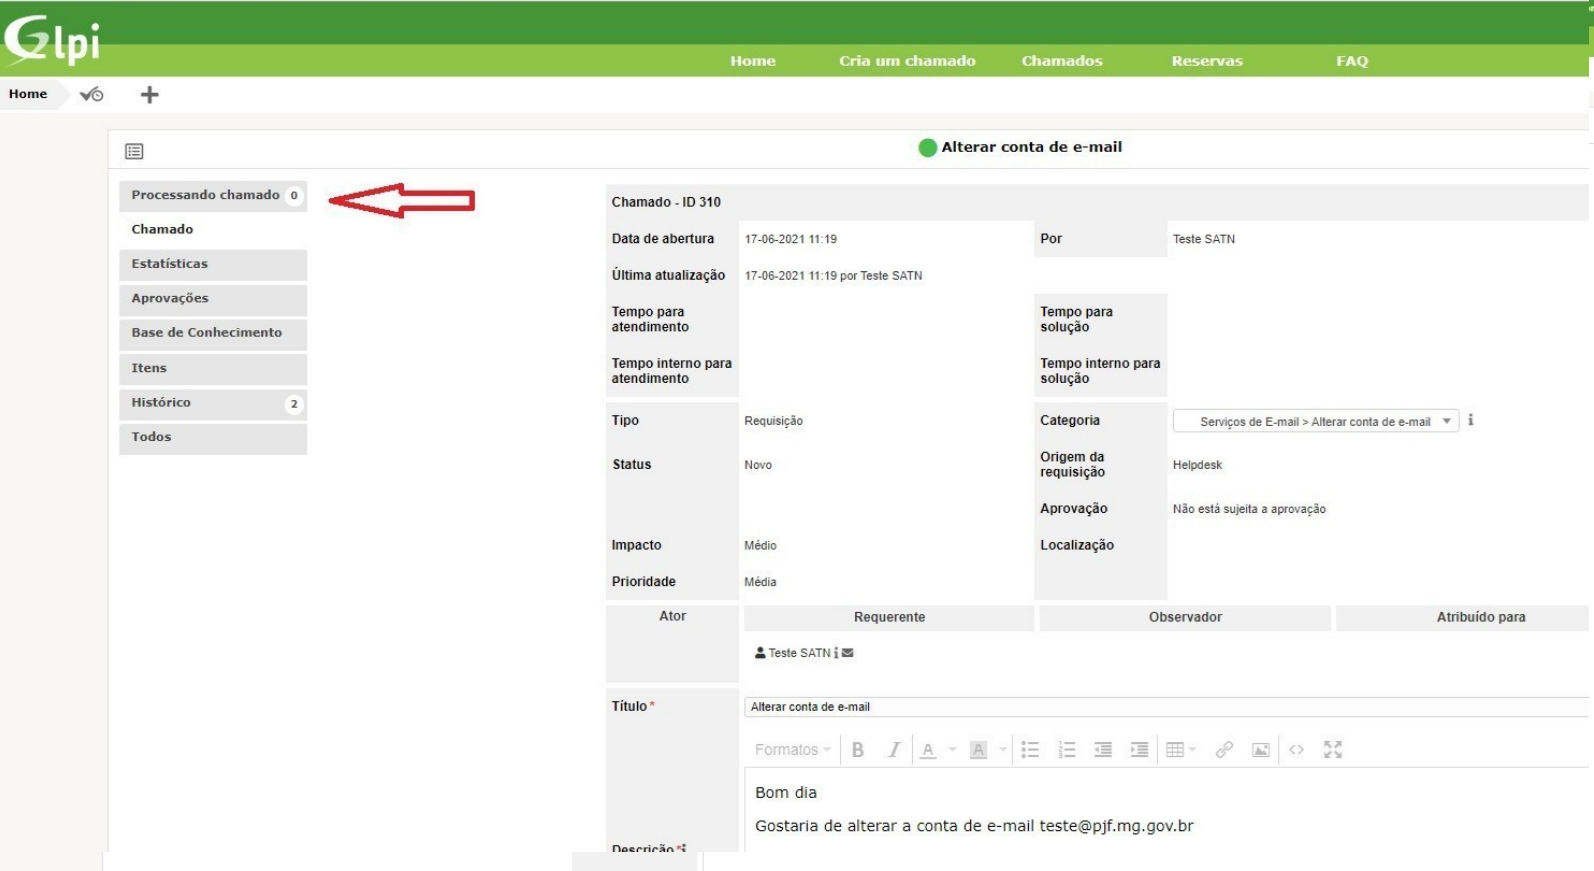 Glpi
Home Cria um chamado Chamados Reservas FAQ
Home
Alterar conta de e-mail
Processando chamado 0
Chamado
Estatísticas
Aprovações
Base de Conhecimento
Itens
Histórico 2
Todos
Chamado - ID 310
Data de abertura 17-06-2021 11:19 Por Teste SATN
Última atualização 17-06-2021 11:19 por Teste SATN
Tempo para atendimento Tempo para solução
Tempo interno para atendimento Tempo interno para solução
Tipo Requisição Categoria Serviços de E-mail > Alterar conta de e-mail
Status Novo Origem da requisição Helpdesk
Aprovação Não está sujeita a aprovação
Impacto Médio Localização
Prioridade Média
Ator Requerente Observador Atribuído para
Teste SATN
Título * Alterar conta de e-mail
Formatos B I A A
Bom dia
Gostaria de alterar a conta de e-mail teste@pjf.mg.gov.br
Descrição *